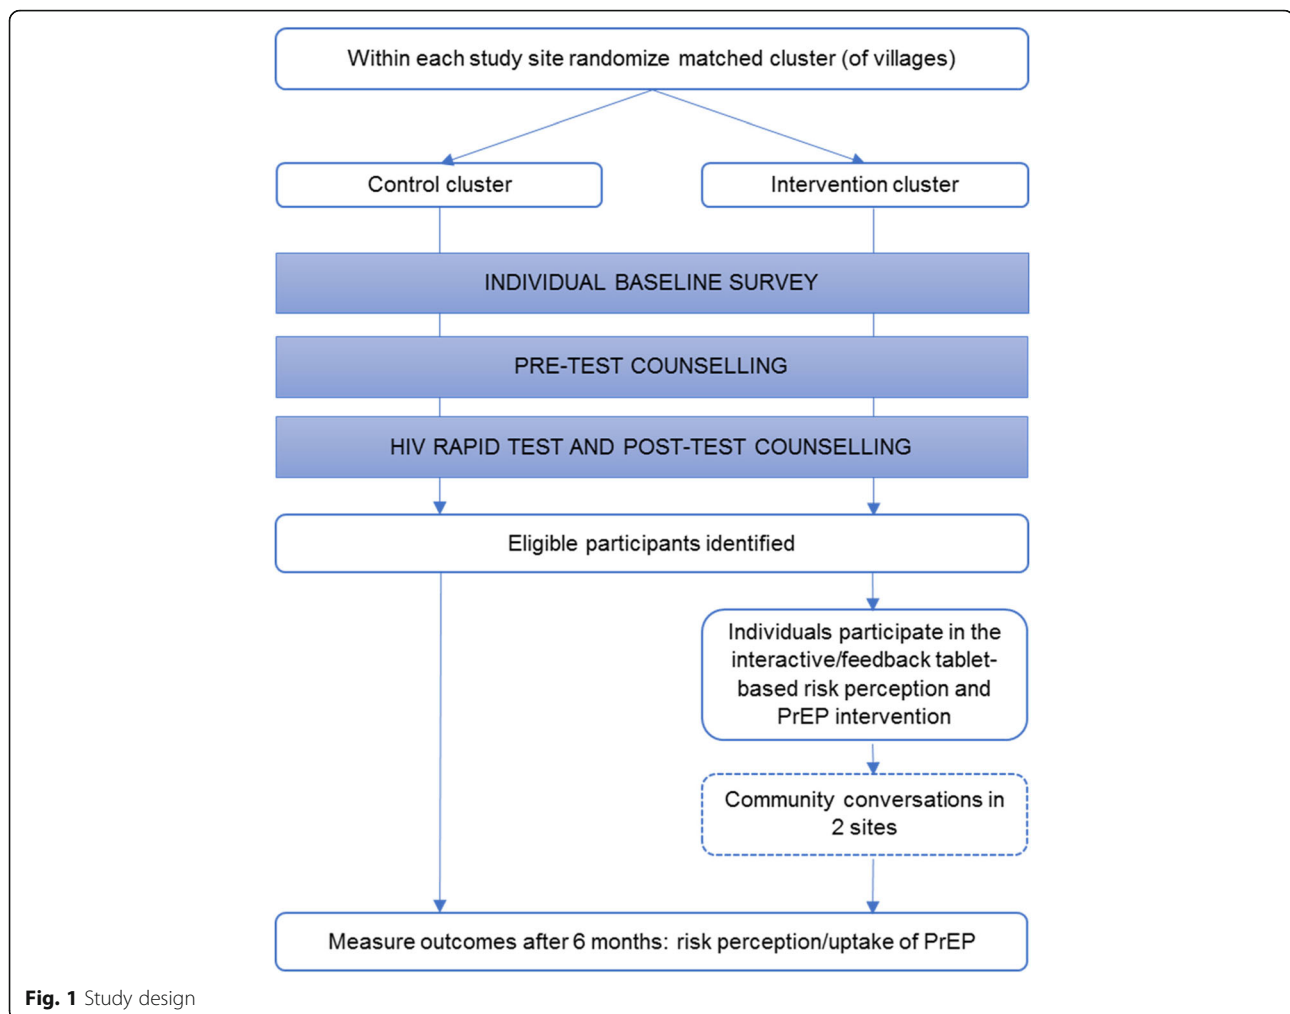 Within each study site randomize matched cluster (of villages)
Control cluster
Intervention cluster
INDIVIDUAL BASELINE SURVEY
PRE-TEST COUNSELLING
HIV RAPID TEST AND POST-TEST COUNSELLING
Eligible participants identified
Individuals participate in the
interactive/feedback tablet-
based risk perception and
PrEP intervention
Community conversations in
2 sites
Measure outcomes after 6 months: risk perception/uptake of PrEP
Fig. 1 Study design